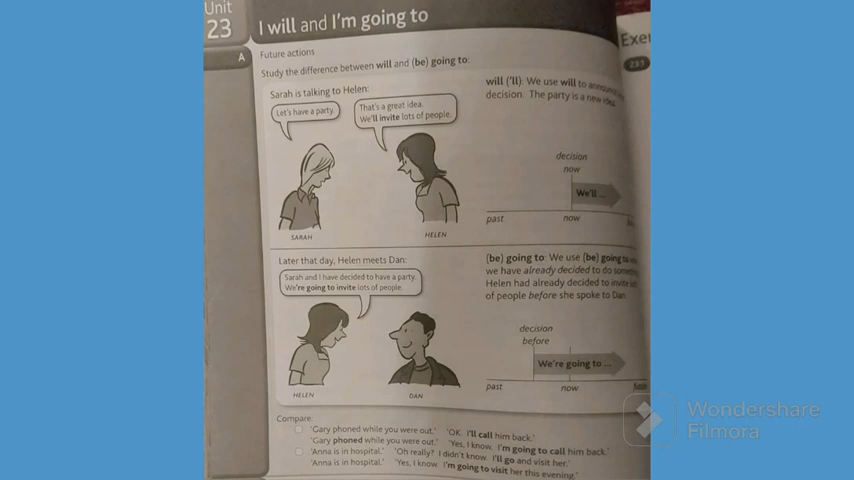 Unit
23
I will and I'm going to
A
Future actions
Study the difference between will and (be) going to:
Sarah is talking to Helen:
Let's have a party.
That's a great idea.
We'll invite lots of people.
SARAH
HELEN
will ('ll): We use will to announce
decision. The party is a new idea.
decision
now
We'll ...
past
now
Later that day, Helen meets Dan:
Sarah and I have decided to have a party.
We're going to invite lots of people.
HELEN
DAN
(be) going to: We use (be) going to
we have already decided to do
Helen had already decided to invite
of people before she spoke to Dan.
decision
before
We're going to ...
past
now
Compare:
'Gary phoned while you were out.' 'OK. I'll call him back.'
'Gary phoned while you were out.' 'Yes, I know. I'm going to call him back.'
'Anna is in hospital.' 'Oh really? I didn't know. I'll go and visit her.'
'Anna is in hospital.' 'Yes, I know. I'm going to visit her this evening.'
Exer
23.1
Wondershare
Filmora